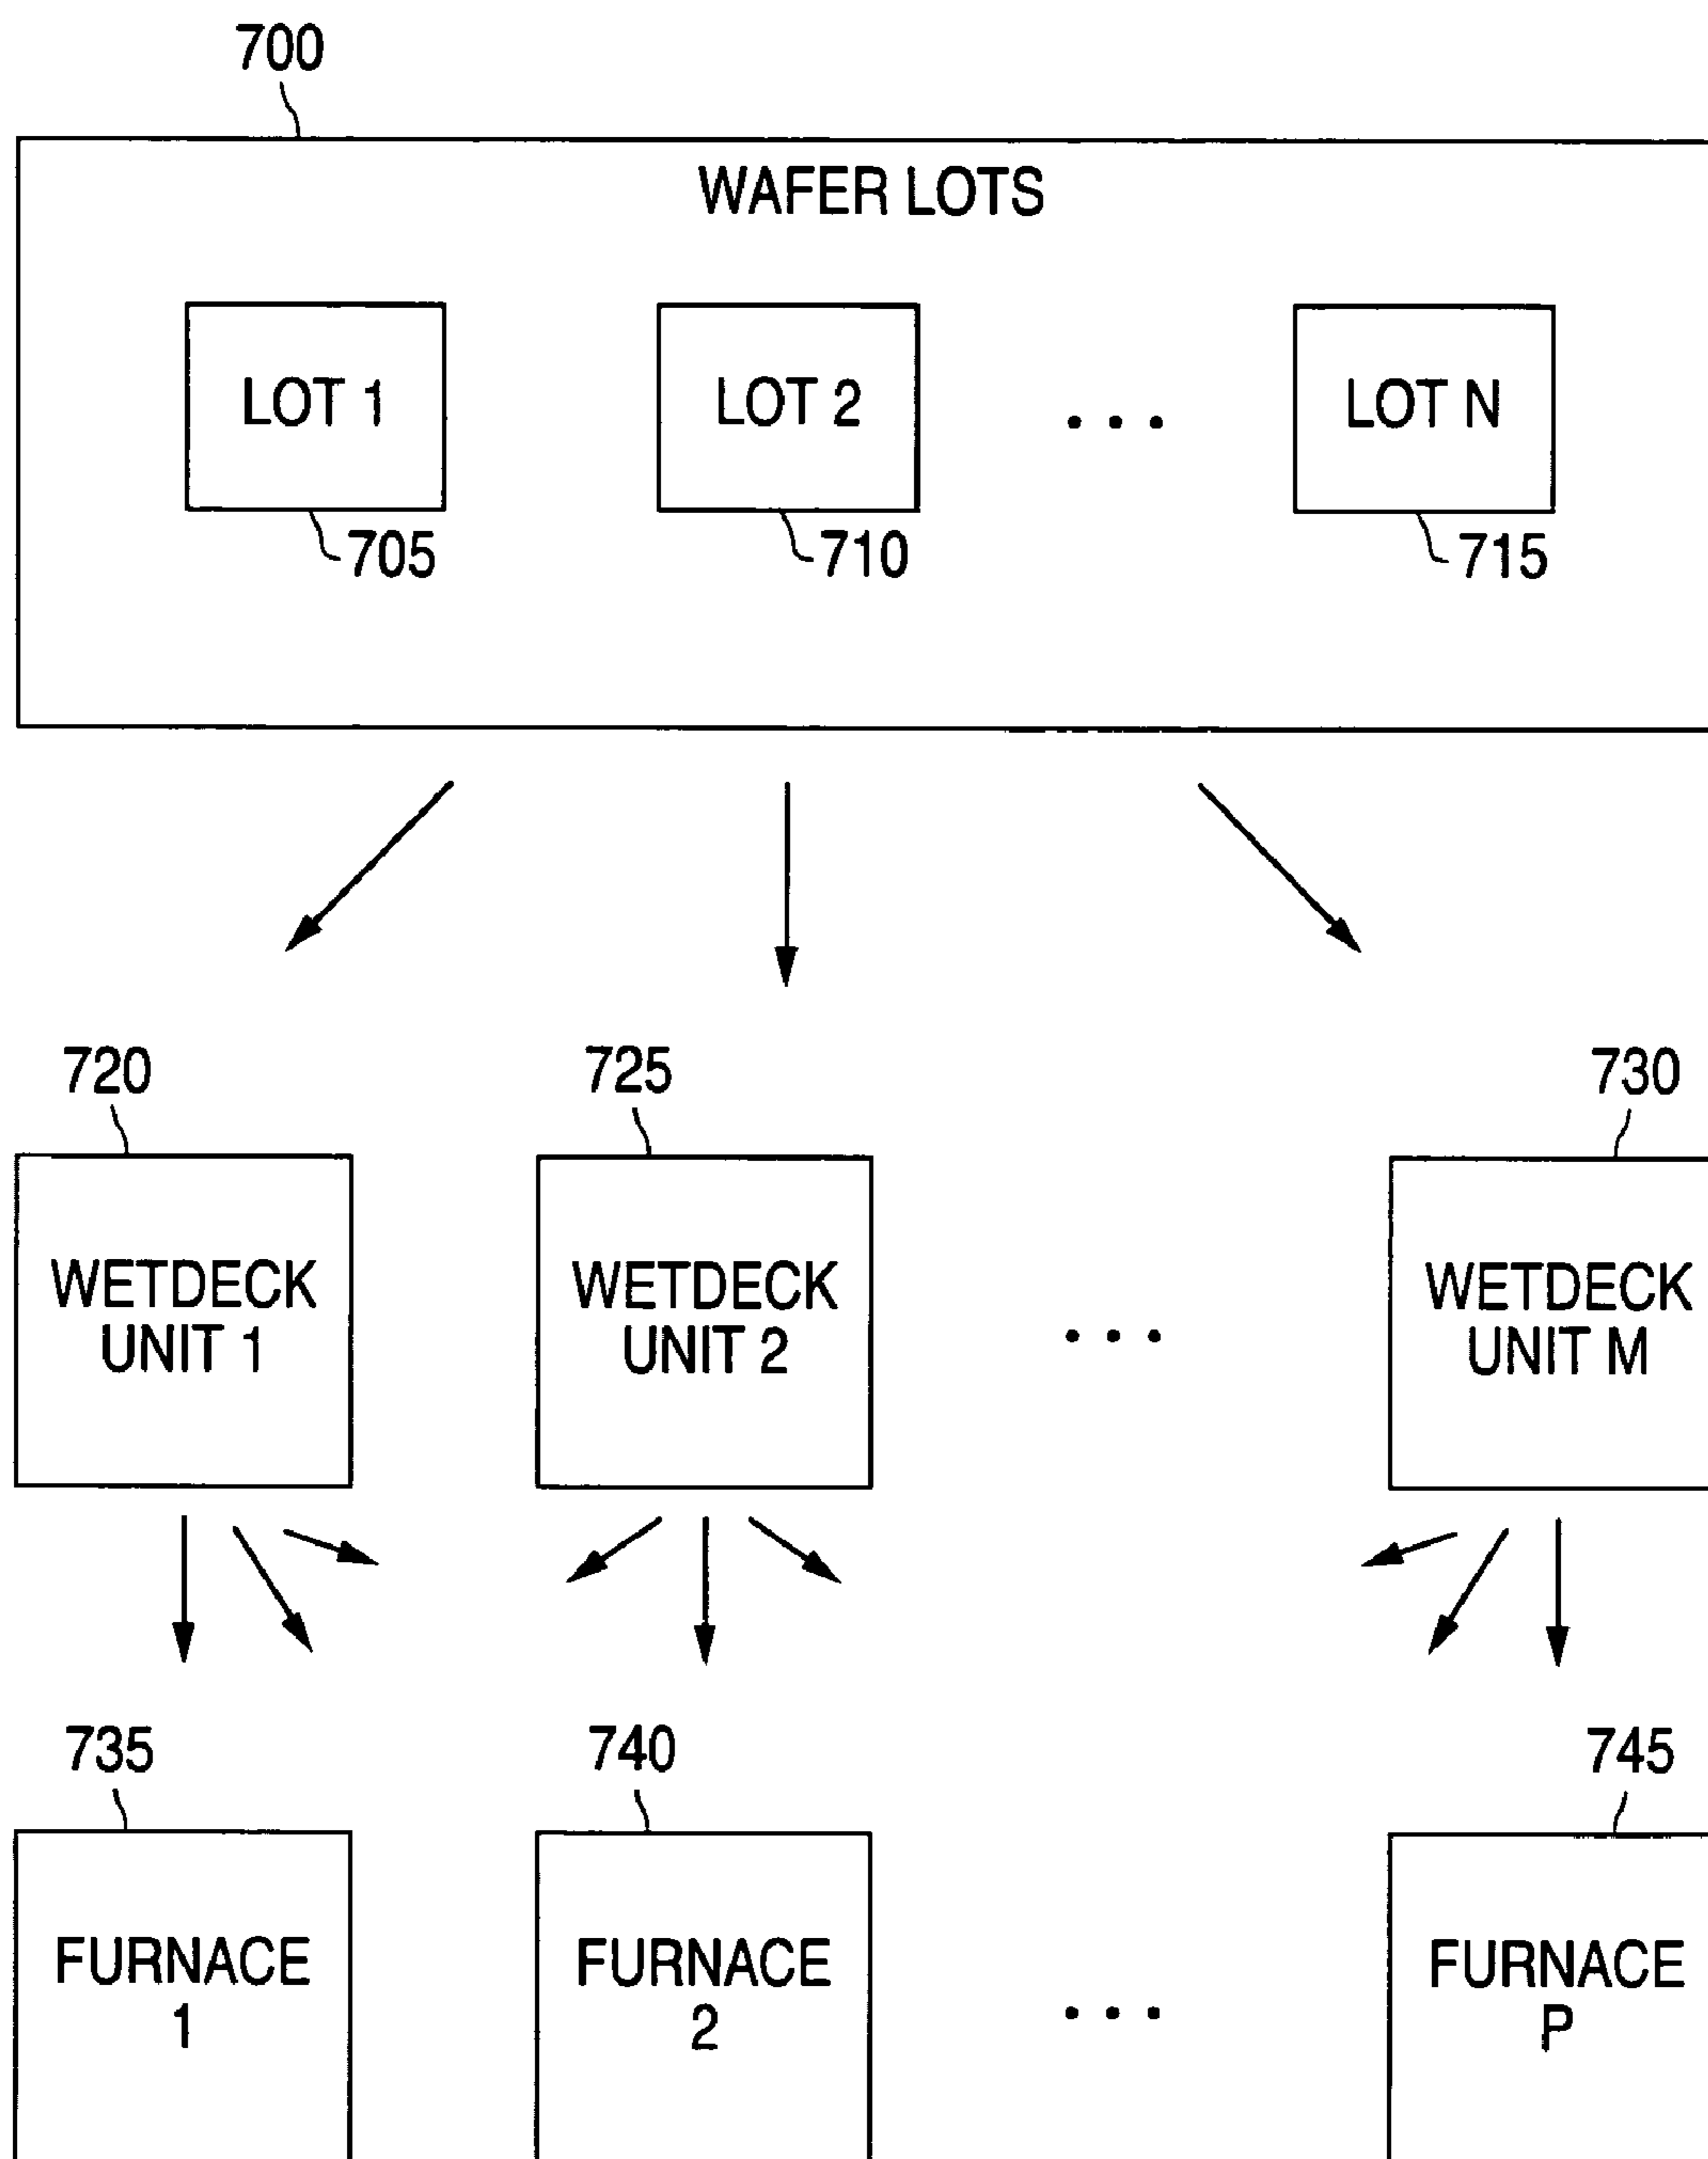 700
WAFER LOTS
LOT 1
LOT 2
...
LOT N
705
710
715
720
725
730
WETDECK
UNIT 1
WETDECK
UNIT 2
...
WETDECK
UNIT M
735
740
745
FURNACE
1
FURNACE
2
...
FURNACE
P